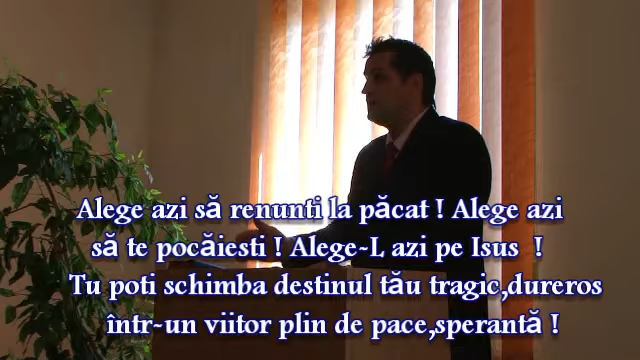 Alege azi să renunti la păcat ! Alege azi
să te pocăiesti ! Alege-L azi pe Isus !
Tu poti schimba destinul tău tragic,dureros
într-un viitor plin de pace,sperantă !